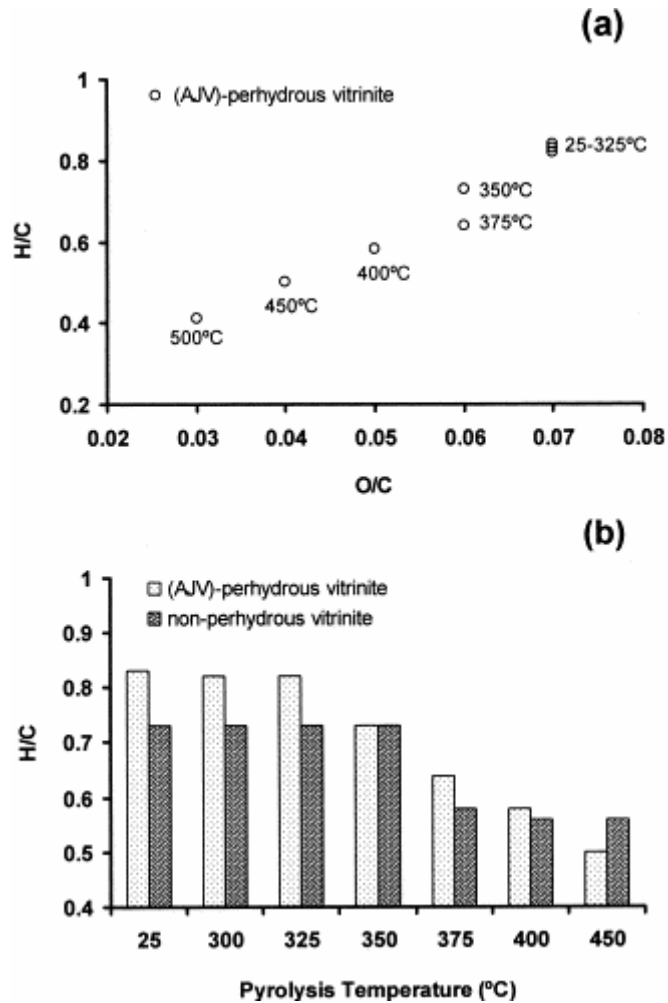 (a)
1
(AJV)-perhydrous vitrinite
0.8
25-325ºC
350ºC
H/C
0.6
375ºC
400ºC
450ºC
0.4
500ºC
0.2
0.02 0.03 0.04 0.05 0.06 0.07 0.08
O/C
(b)
1
(AJV)-perhydrous vitrinite
0.9
non-perhydrous vitrinite
0.8
H/C
0.7
0.6
0.5
0.4
25 300 325 350 375 400 450
Pyrolysis Temperature (ºC)